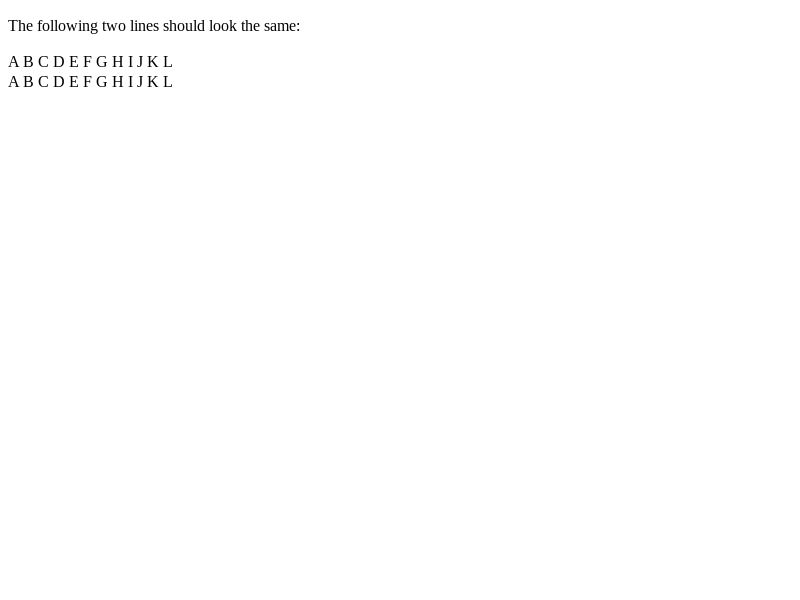 The following two lines should look the same:
A B C D E F G H I J K L
A B C D E F G H I J K L